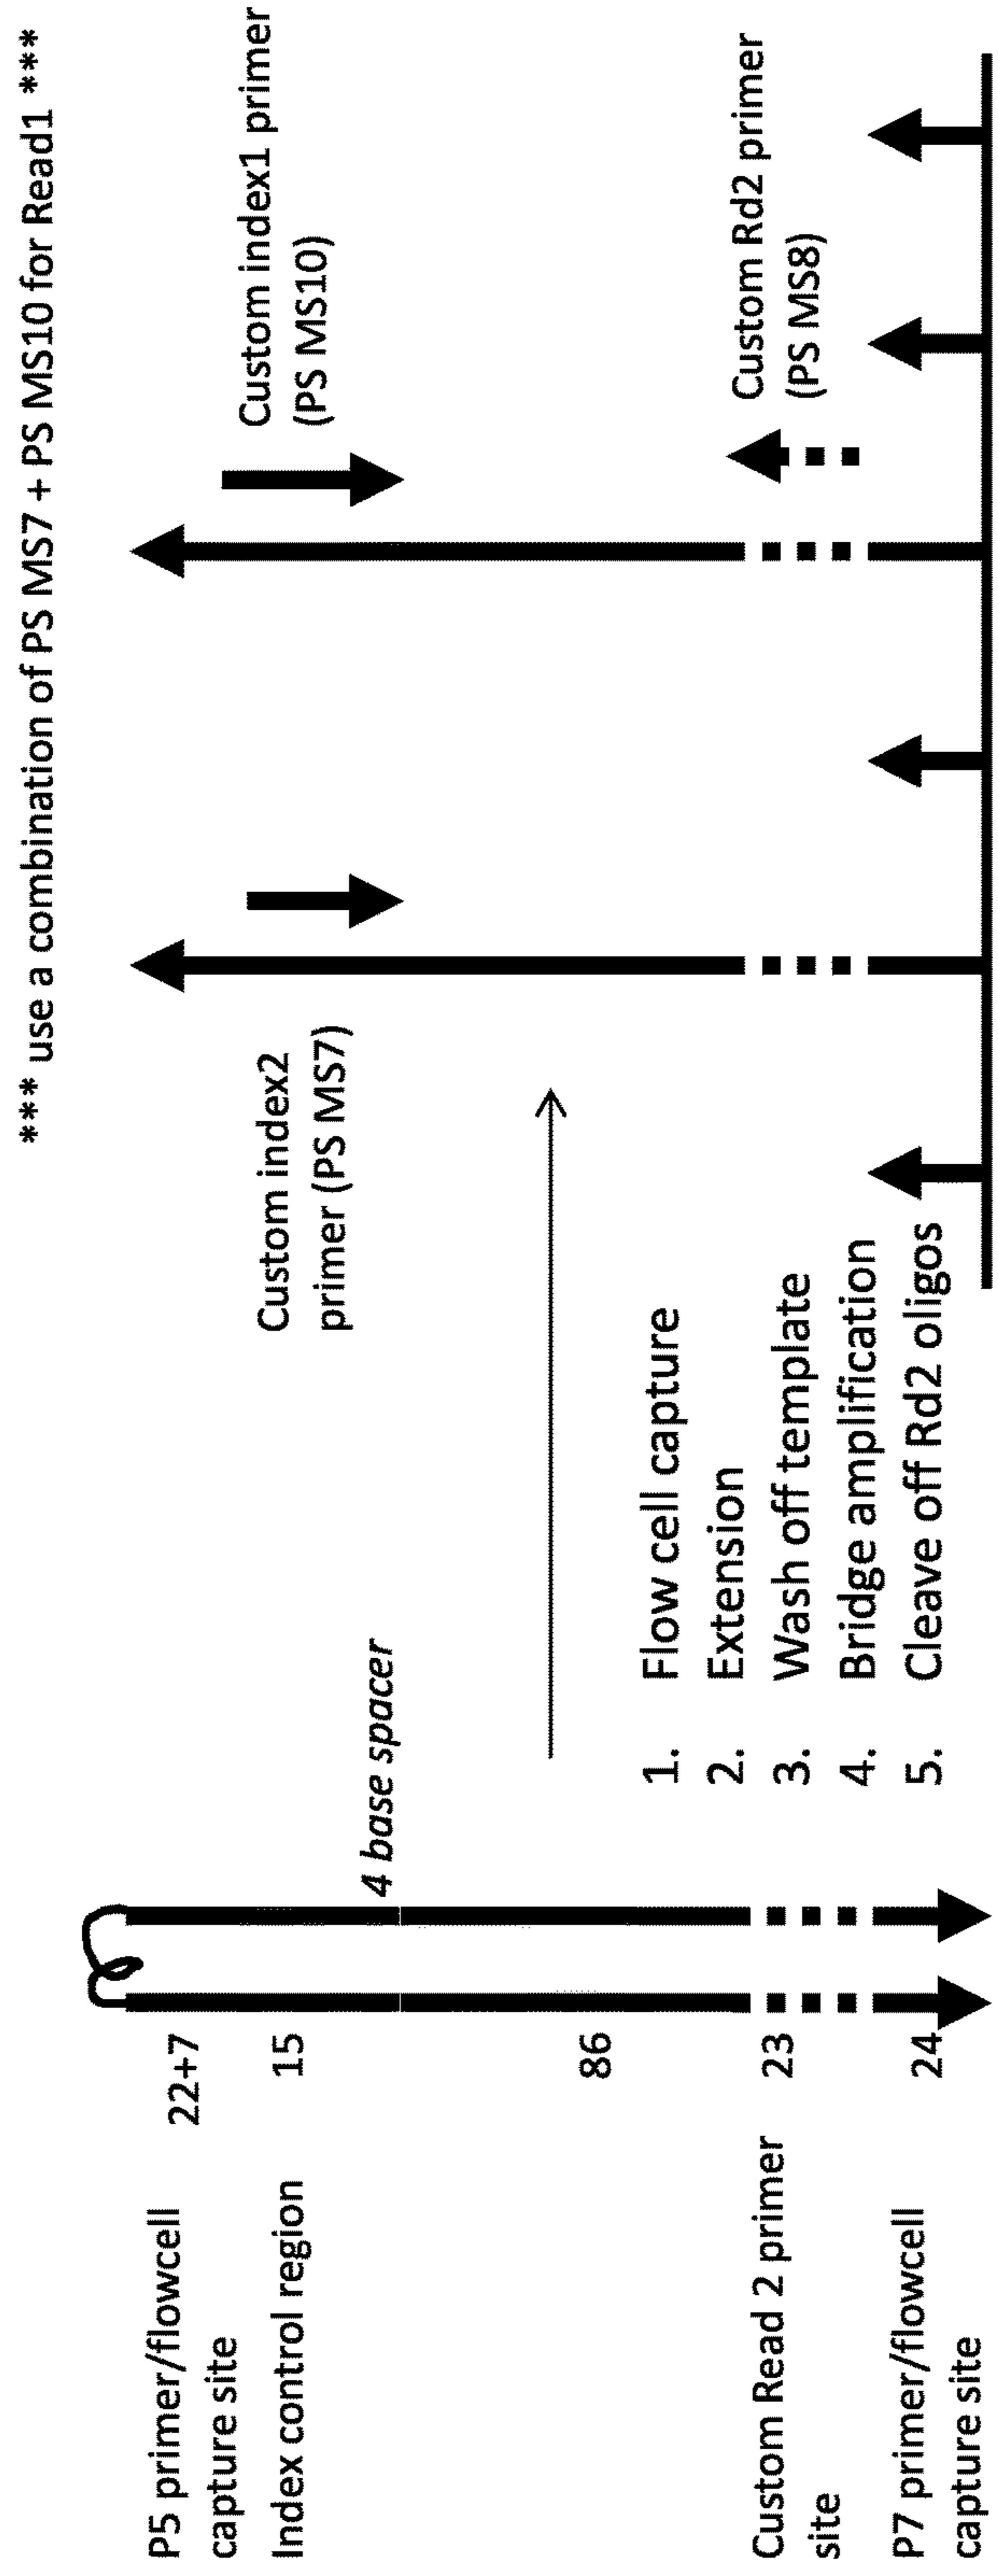 *** use a combination of PS MS7 + PS MS10 for Read1 ***
P5 primer/flowcell
capture site
22+7
Index control region
15
4 base spacer
86
Custom Read 2 primer
site
23
P7 primer/flowcell
capture site
24
1. Flow cell capture
2. Extension
3. Wash off template
4. Bridge amplification
5. Cleave off Rd2 oligos
Custom index2
primer (PS MS7)
Custom index1 primer
(PS MS10)
Custom Rd2 primer
(PS MS8)